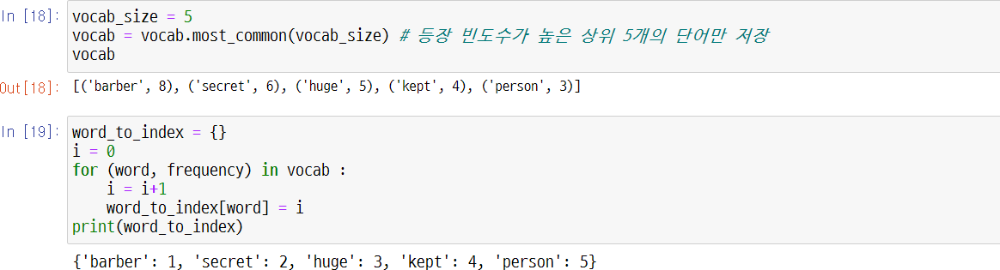 In [18]:
vocab_size = 5
vocab = vocab.most_common(vocab_size) # 등장 빈도수가 높은 상위 5개의 단어만 저장
vocab
Out[18]:
[('barber', 8), ('secret', 6), ('huge', 5), ('kept', 4), ('person', 3)]
In [19]:
word_to_index = {}
i = 0
for (word, frequency) in vocab :
    i = i+1
    word_to_index[word] = i
print(word_to_index)
{'barber': 1, 'secret': 2, 'huge': 3, 'kept': 4, 'person': 5}